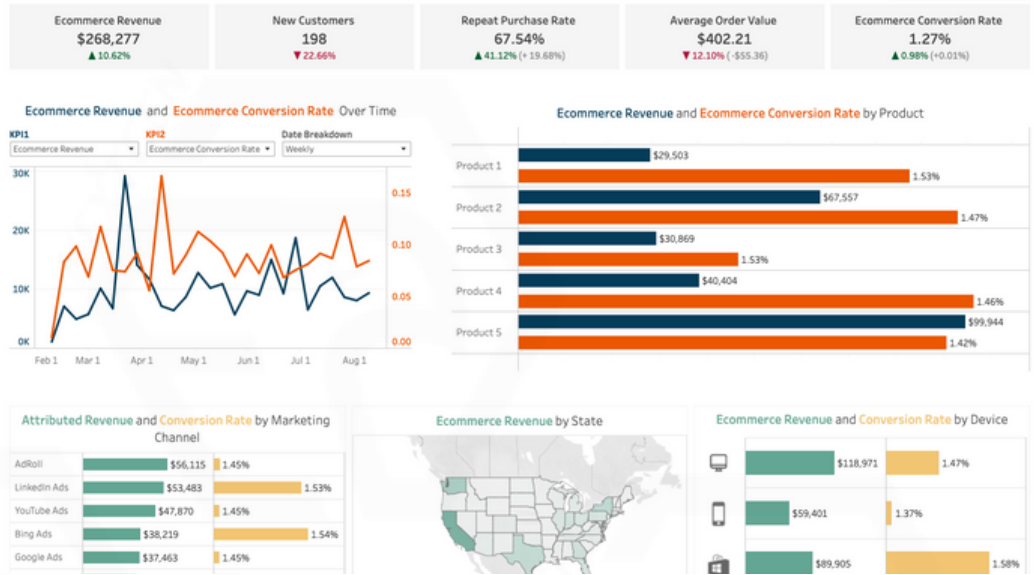 Ecommerce Revenue
$268,277
▲10.62%
New Customers
198
▼22.66%
Repeat Purchase Rate
67.54%
▲41.12% (+ 19.68%)
Average Order Value
$402.21
▼12.10% ( -$55.36)
Ecommerce Conversion Rate
1.27%
▲0.98% (+0.01%)
Ecommerce Revenue and Ecommerce Conversion Rate Over Time
KPI1
KPI2
Date Breakdown
Ecommerce Revenue
Ecommerce Conversion Rate
Weekly
30K
20K
10K
0K
0.15
0.10
0.05
0.00
Feb 1 Mar 1 Apr 1 May 1 Jun 1 Jul 1 Aug 1
Ecommerce Revenue and Ecommerce Conversion Rate by Product
Product 1
$29,503
1.53%
Product 2
$67,557
1.47%
Product 3
$30,869
1.53%
Product 4
$40,404
1.46%
Product 5
$99,944
1.42%
Attributed Revenue and Conversion Rate by Marketing
Channel
AdRoll $56,115 1.45%
LinkedIn Ads $53,483 1.53%
YouTube Ads $47,870 1.45%
Bing Ads $38,219 1.54%
Google Ads $37,463 1.45%
Ecommerce Revenue by State
Ecommerce Revenue and Conversion Rate by Device
$118,971 1.47%
$59,401 1.37%
$89,905 1.58%